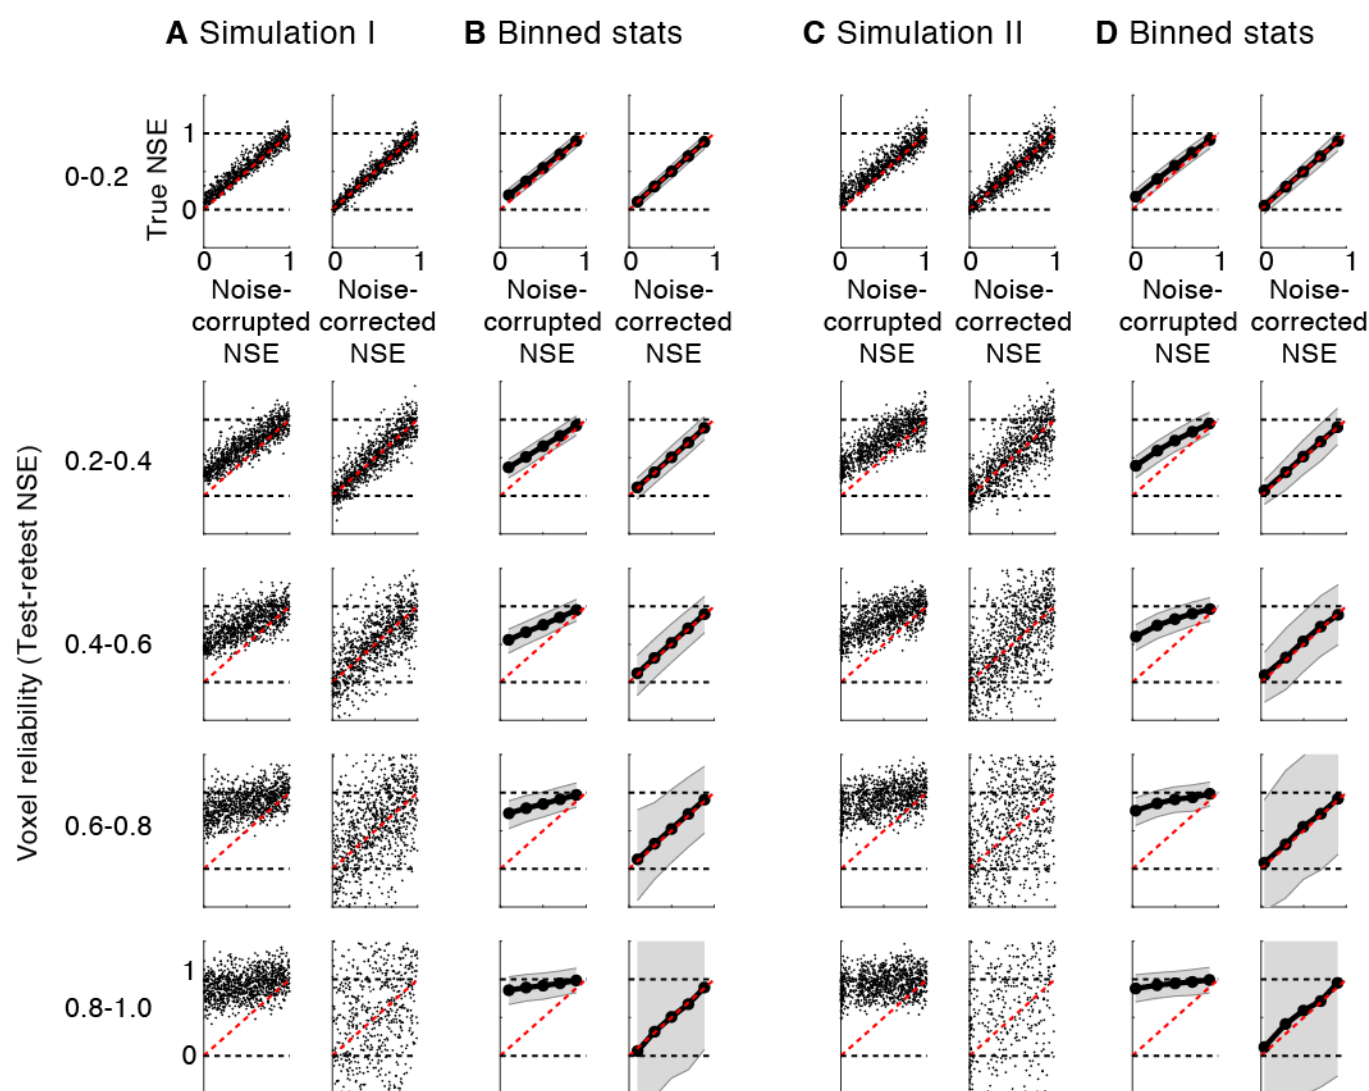 A Simulation I
B Binned stats
C Simulation II
D Binned stats
Voxel reliability (Test-retest NSE)
0-0.2
True NSE
1
0
0 1
0 1
0 1
0 1
0 1
0 1
0 1
0 1
Noise-
corrupted
NSE
Noise-
corrected
NSE
Noise-
corrupted
NSE
Noise-
corrected
NSE
Noise-
corrupted
NSE
Noise-
corrected
NSE
Noise-
corrupted
NSE
Noise-
corrected
NSE
0.2-0.4
0.4-0.6
0.6-0.8
0.8-1.0
1
0